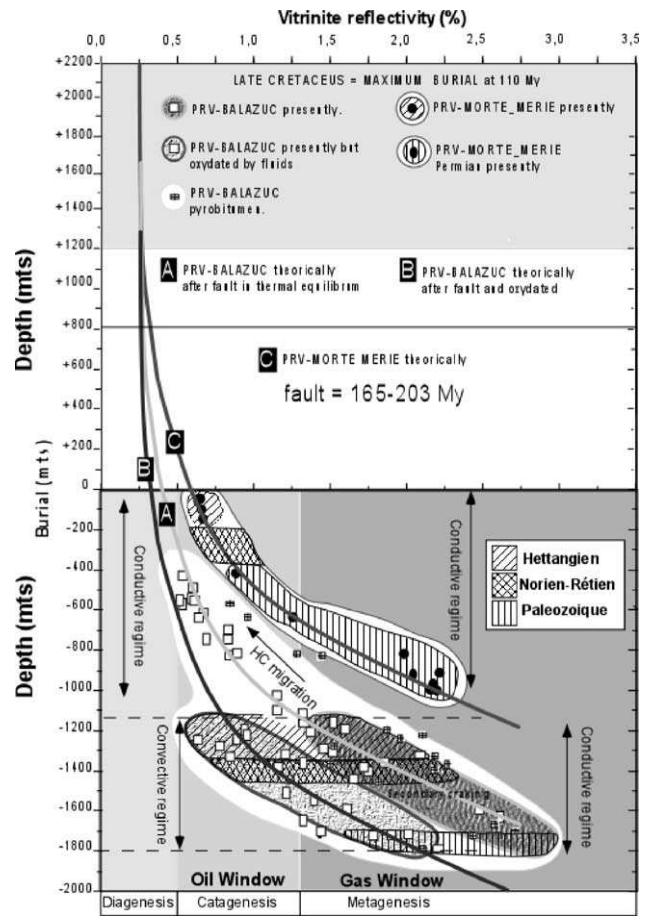 Vitrinite reflectivity (%)
0,0 0,5 1,0 1,5 2,0 2,5 3,0 3,5
+2200
+2000
+1800
+1600
+1400
+1200
+800
+600
+400
+200
0
-200
-400
-600
-800
-1000
-1200
-1400
-1600
-1800
-2000
Depth (mts)
Burial (mts)
Depth (mts)
LATE CRETACEUS = MAXIMUM BURIAL at 110 My
PRV-BALAZUC presently.
PRV-MORTE_MERIE presently
PRV-BALAZUC presently but
oxydated by fluids
PRV-MORTE_MERIE
Permian presently
PRV-BALAZUC
pyrobitumen.
A PRV-BALAZUC theorically
after fault in thermal equilibrum
B PRV-BALAZUC theorically
after fault and oxydated
C PRV-MORTE MERIE theorically
fault = 165-203 My
C
B
A
Conductive regime
Conductive regime
Hettangien
Norien-Rétien
Paleozoique
HC migration
Convective regime
Conductive regime
Secondary craking
Oil Window
Gas Window
Diagenesis
Catagenesis
Metagenesis